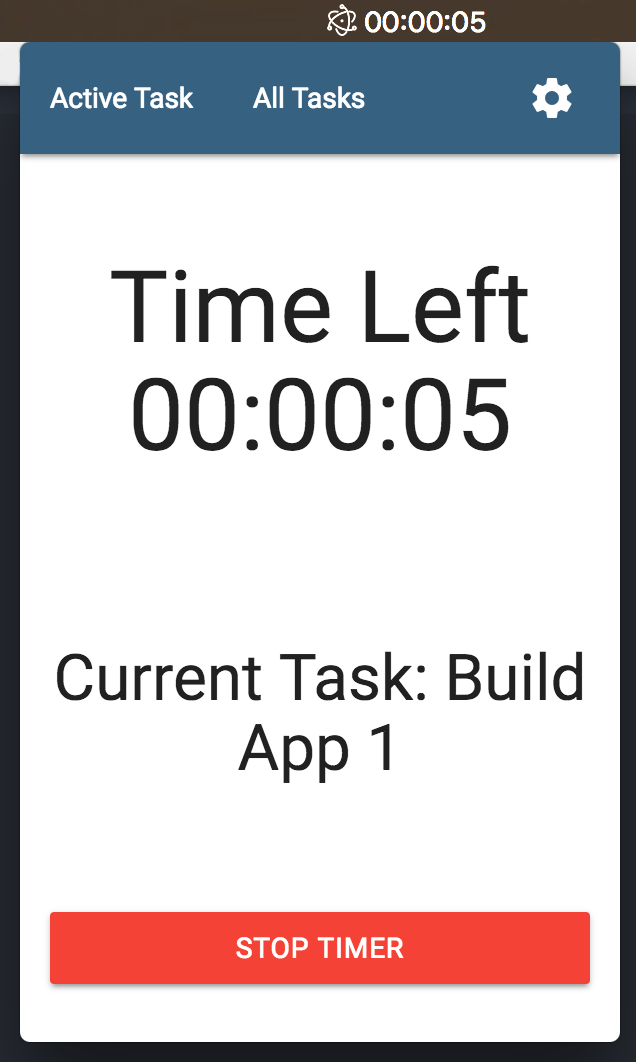 00:00:05
Active Task All Tasks
Time Left
00:00:05
Current Task: Build
App 1
STOP TIMER